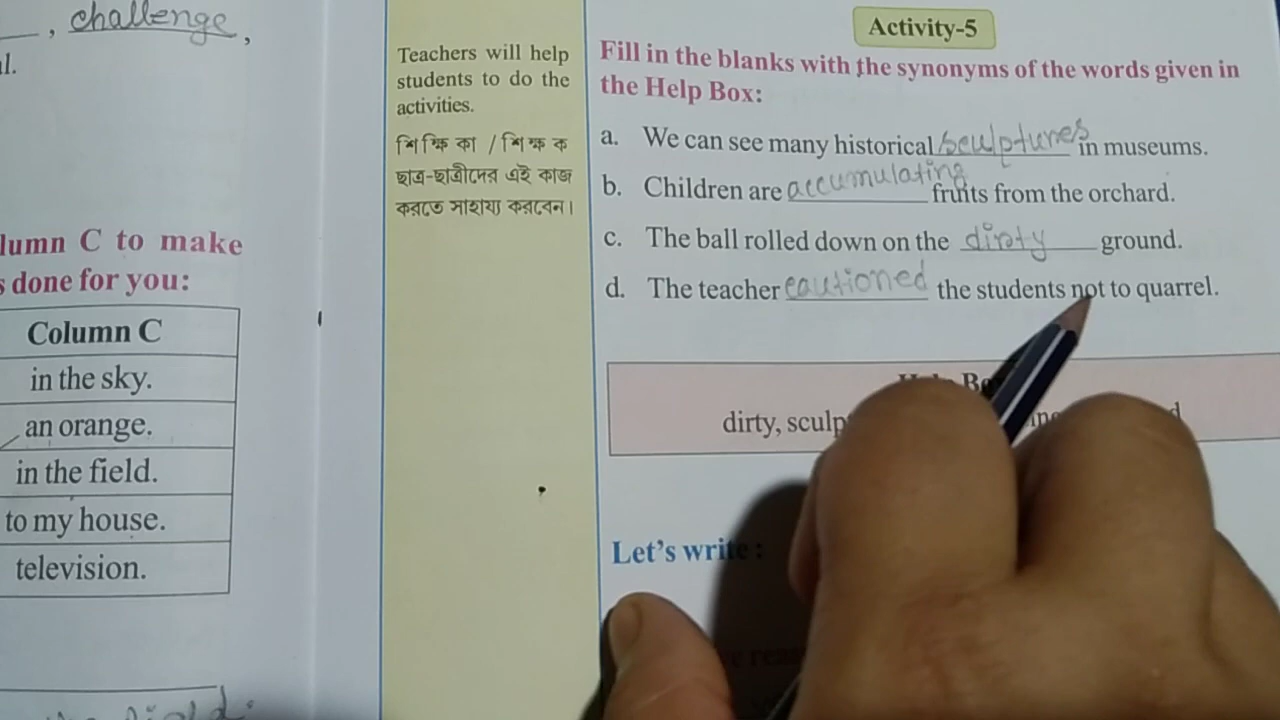 , challenge,
l.
lumn C to make
s done for you:
Column C
in the sky.
an orange.
in the field.
to my house.
television.
Teachers will help
students to do the
activities.
শিক্ষিকা / শিক্ষক
ছাত্র-ছাত্রীদের এই কাজ
করতে সাহায্য করবেন।
Activity-5
Fill in the blanks with the synonyms of the words given in
the Help Box:
a. We can see many historical sculptures in museums.
b. Children are accumulating fruits from the orchard.
c. The ball rolled down on the dirty ground.
d. The teacher cautioned the students not to quarrel.
dirty, sculp
Let's write :